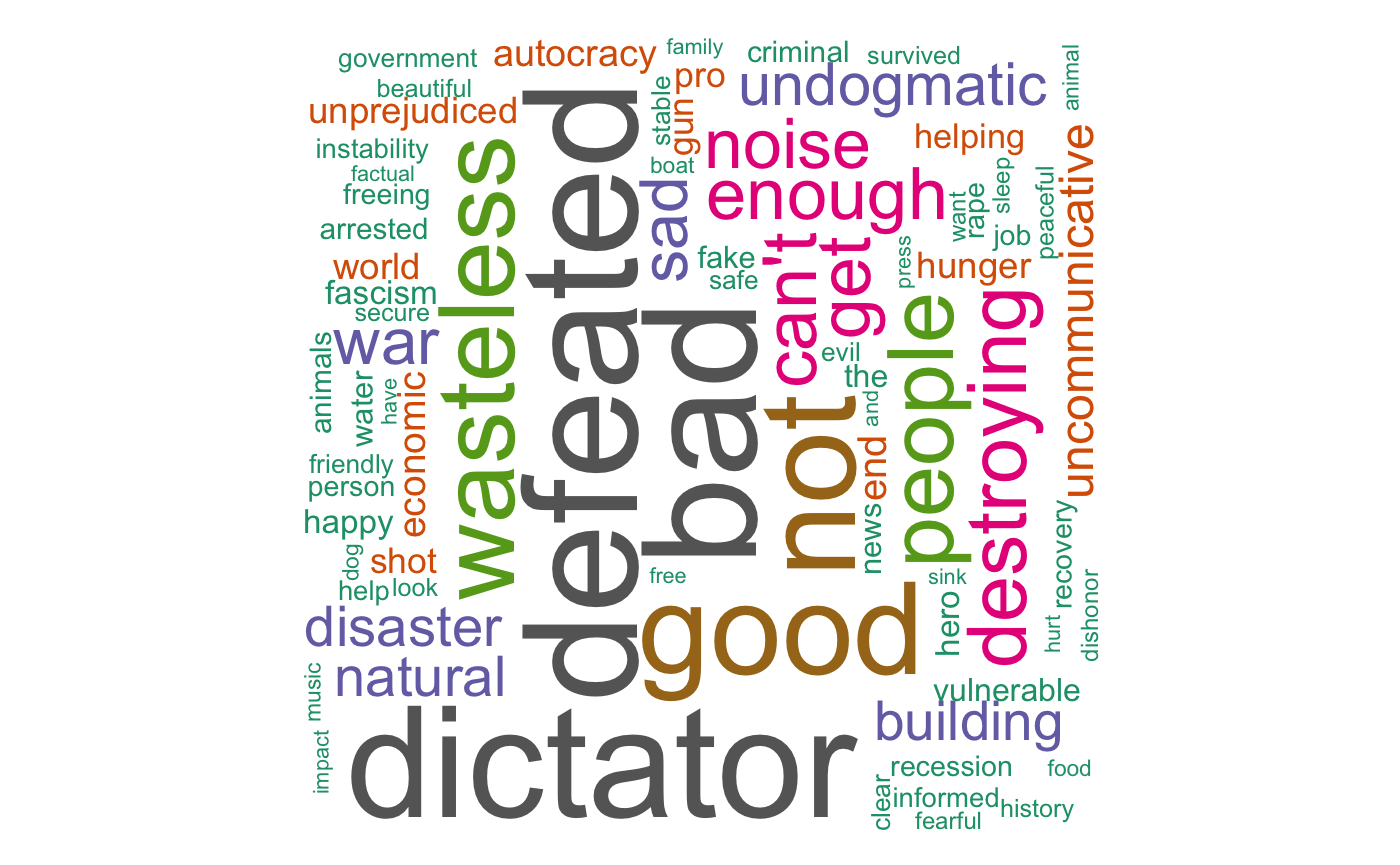 government
autocracy
family
criminal
survived
animal
beautiful
pro
undogmatic
unprejudiced
stable
gun
noise
helping
instability
wasteless
defeated
boat
enough
factual
sad
freeing
want
rape
sleep
peaceful
uncommunicative
arrested
job
world
fake
can't
get
press
hunger
fascism
safe
secure
war
bad
people
destroying
evil
the
animals
water
have
economic
not
and
friendly
end
person
news
happy
recovery
dog
shot
free
sink
help
look
good
hero
hurt
dishonor
disaster
natural
vulnerable
music
building
dictator
impact
recession
food
clear
informed
history
fearful